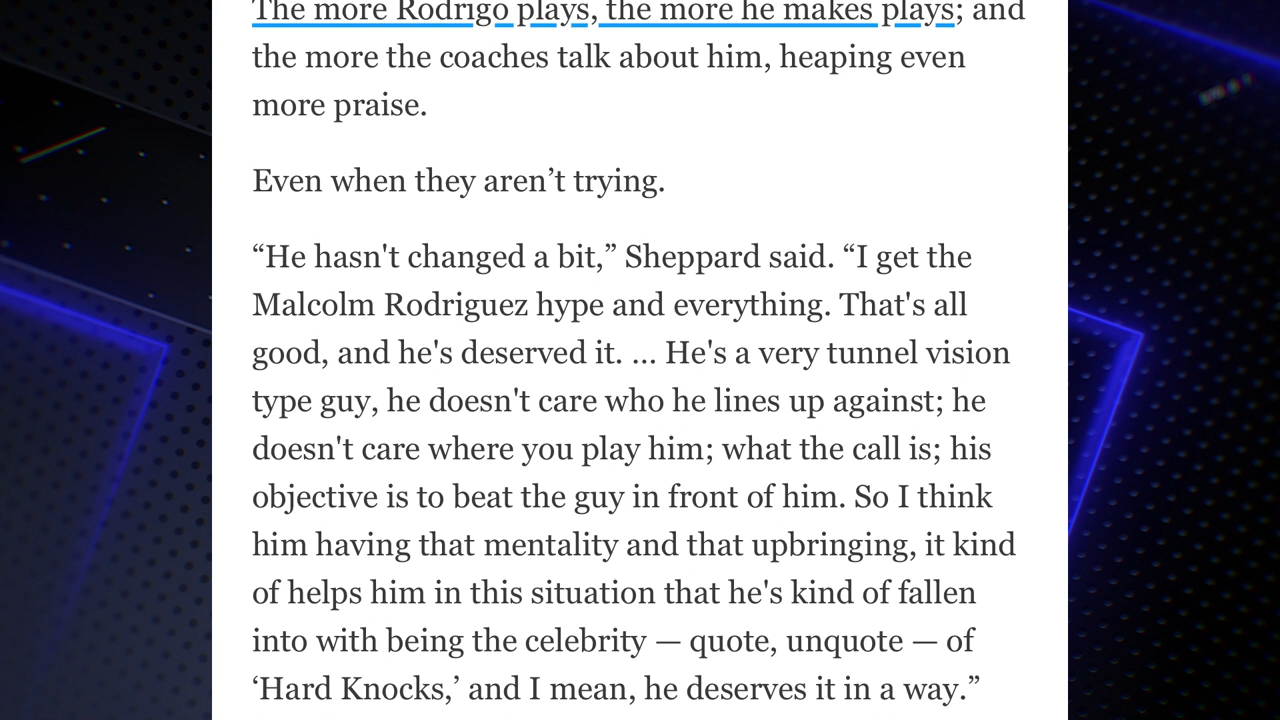 The more Rodrigo plays, the more he makes plays; and
the more the coaches talk about him, heaping even
more praise.
Even when they aren’t trying.
“He hasn't changed a bit,” Sheppard said. “I get the
Malcolm Rodriguez hype and everything. That's all
good, and he's deserved it. ... He's a very tunnel vision
type guy, he doesn't care who he lines up against; he
doesn't care where you play him; what the call is; his
objective is to beat the guy in front of him. So I think
him having that mentality and that upbringing, it kind
of helps him in this situation that he's kind of fallen
into with being the celebrity — quote, unquote — of
‘Hard Knocks,’ and I mean, he deserves it in a way.”